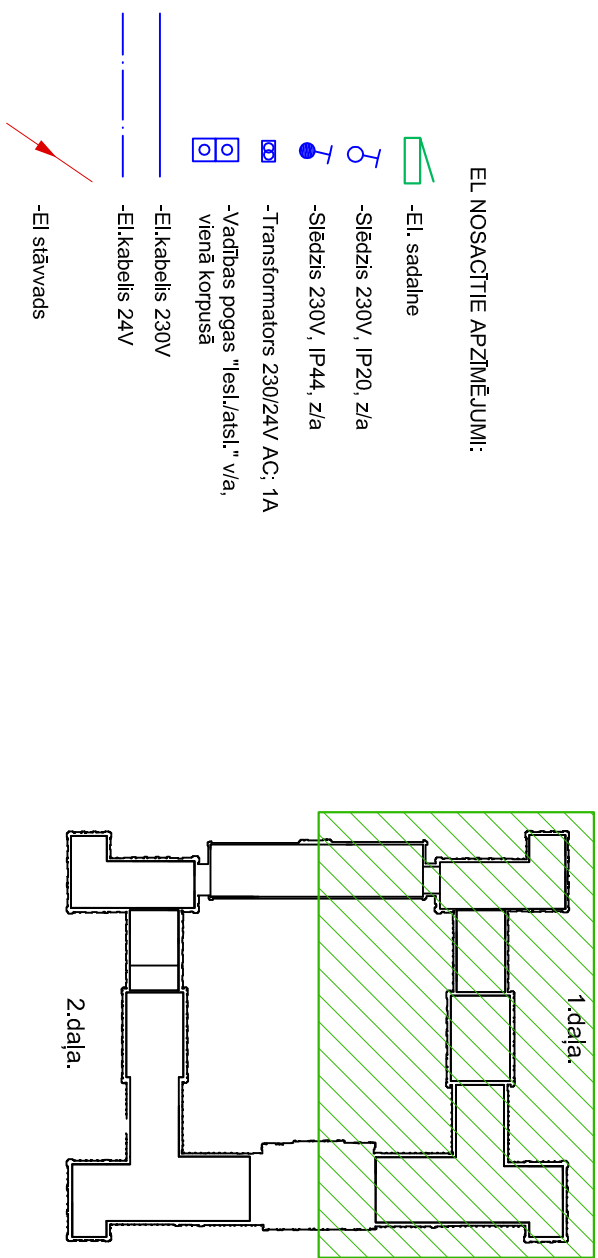 EL NOSACĪTIE APZĪMĒJUMI:
-El. sadalne
-Slēdzis 230V, IP20, z/a
-Slēdzis 230V, IP44, z/a
-Transformators 230/24V AC; 1A
-Vadības pogas "Iesl./atsl." v/a,
vienā korpusā
-El.kabelis 230V
-El.kabelis 24V
-El stāvvads
1.daļa.
2.daļa.